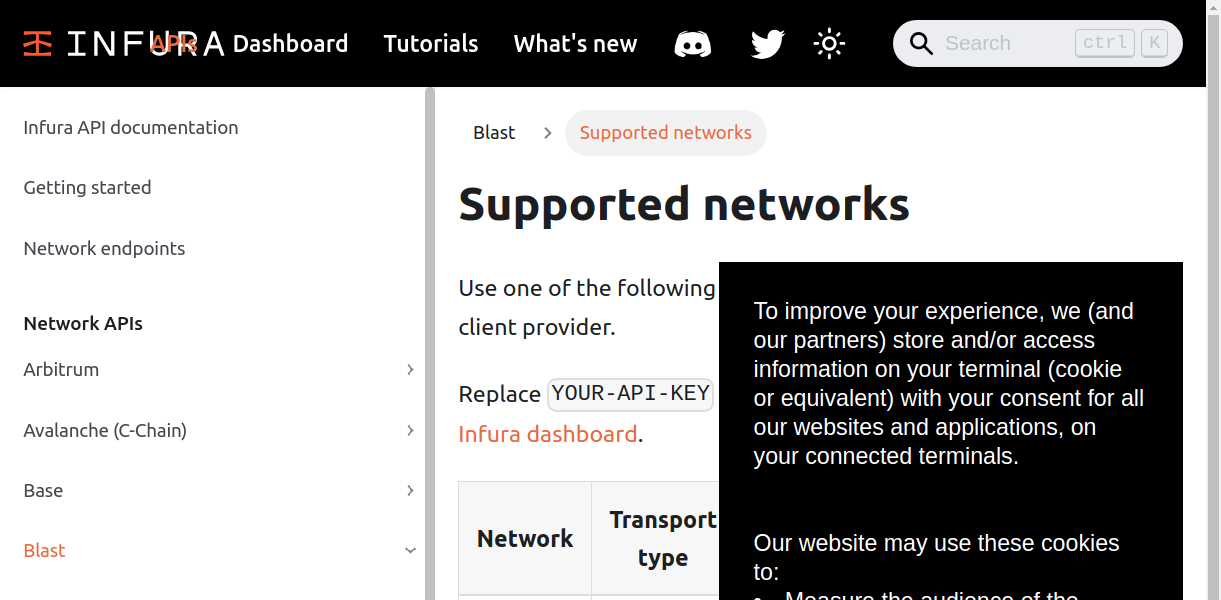 INFURA APIs Dashboard Tutorials What's new Search ctrl K
Infura API documentation
Getting started
Network endpoints
Network APIs
Arbitrum
Avalanche (C-Chain)
Base
Blast
Blast > Supported networks
Supported networks
Use one of the following
client provider.
Replace YOUR-API-KEY
Infura dashboard.
Network
Transport
type
To improve your experience, we (and
our partners) store and/or access
information on your terminal (cookie
or equivalent) with your consent for all
our websites and applications, on
your connected terminals.
Our website may use these cookies
to:
• Measure the audience of the